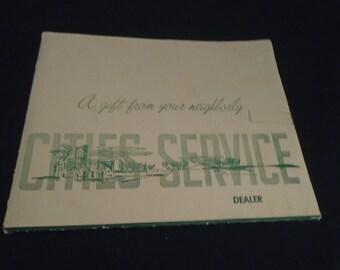 A gift from your neighborly
CITIES SERVICE
DEALER